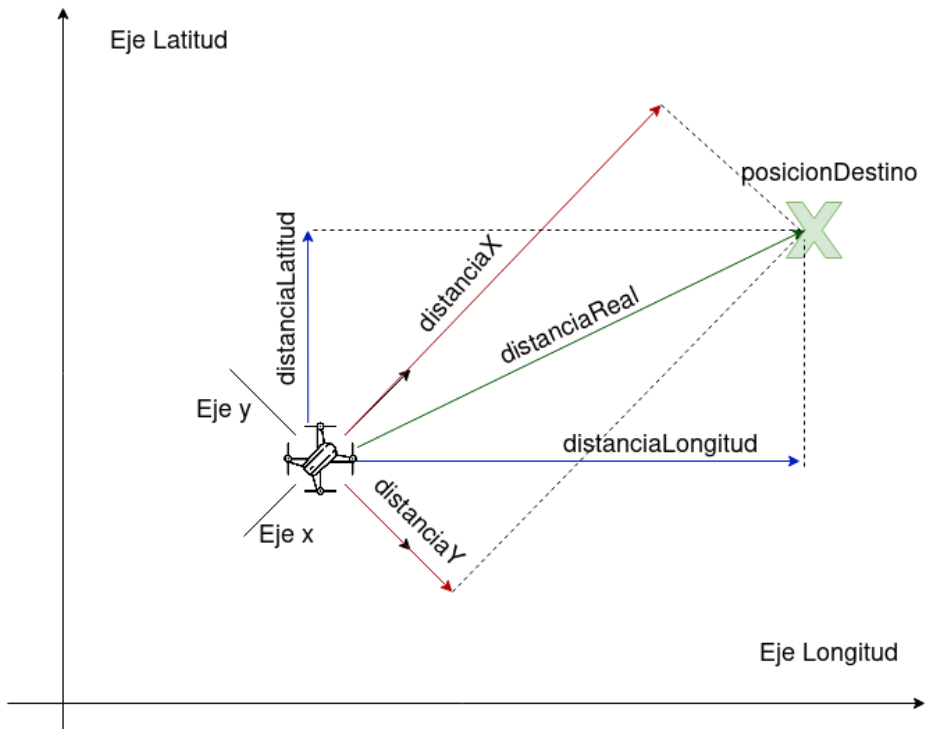 Eje Latitud
posicionDestino
distanciaLatitud
distanciaX
distanciaReal
Eje y
distanciaLongitud
distanciaY
Eje x
Eje Longitud